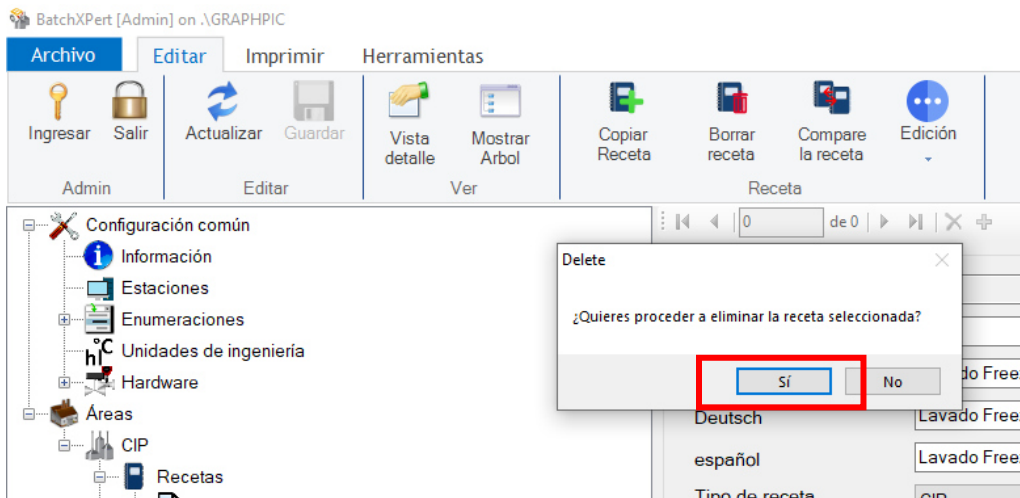 BatchXPert [Admin] on .\GRAPHPIC
Archivo Editar Imprimir Herramientas
Ingresar Salir Actualizar Guardar Vista detalle Mostrar Arbol Copiar Receta Borrar receta Compare la receta Edición
Admin Editar Ver Receta
Configuración común
0 de 0
Información
Delete
Estaciones
¿Quieres proceder a eliminar la receta seleccionada?
Enumeraciones
Unidades de ingeniería
Hardware
Sí No
Áreas
Deutsch Lavado Free
CIP
español Lavado Free
Recetas
Tipo de receta CIP